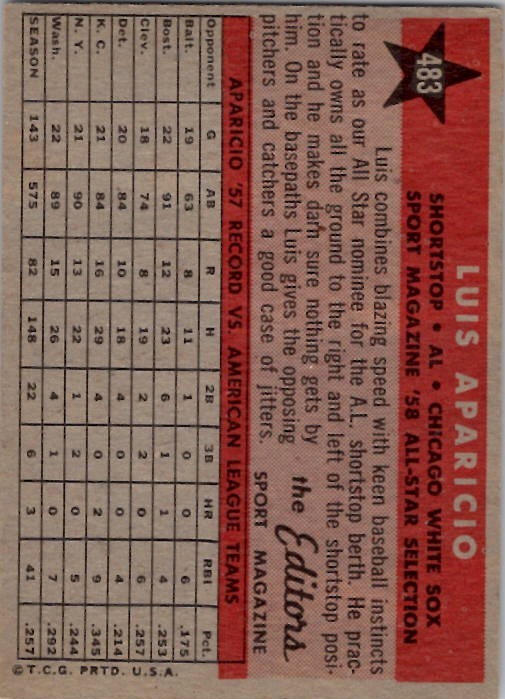 483
LUIS APARICIO
SHORTSTOP • AL • CHICAGO WHITE SOX
SPORT MAGAZINE '58 ALL-STAR SELECTION
Luis combines blazing speed with keen baseball instincts
to rate as our All Star nominee for the A.L. shortstop berth. He prac-
tically owns all the ground to the right and left of the shortstop posi-
tion and he makes darn sure nothing gets by
him. On the basepaths Luis gives the opposing
pitchers and catchers a good case of jitters.
the Editors
SPORT MAGAZINE
APARICIO '57 RECORD VS. AMERICAN LEAGUE TEAMS
Opponent G AB R H 2B 3B HR RBI Pct.
Balt. 19 63 8 11 1 0 0 6 .175
Bost. 22 91 12 23 6 1 1 4 .253
Clev. 18 74 8 19 2 2 0 6 .257
Det. 20 84 10 18 4 0 0 4 .214
K. C. 21 84 16 29 4 0 2 9 .345
N. Y. 21 90 13 22 1 2 0 5 .244
Wash. 22 89 15 26 4 1 0 7 .292
SEASON 143 575 82 148 22 6 3 41 .257
© T.C.G. PRTD. U.S.A.